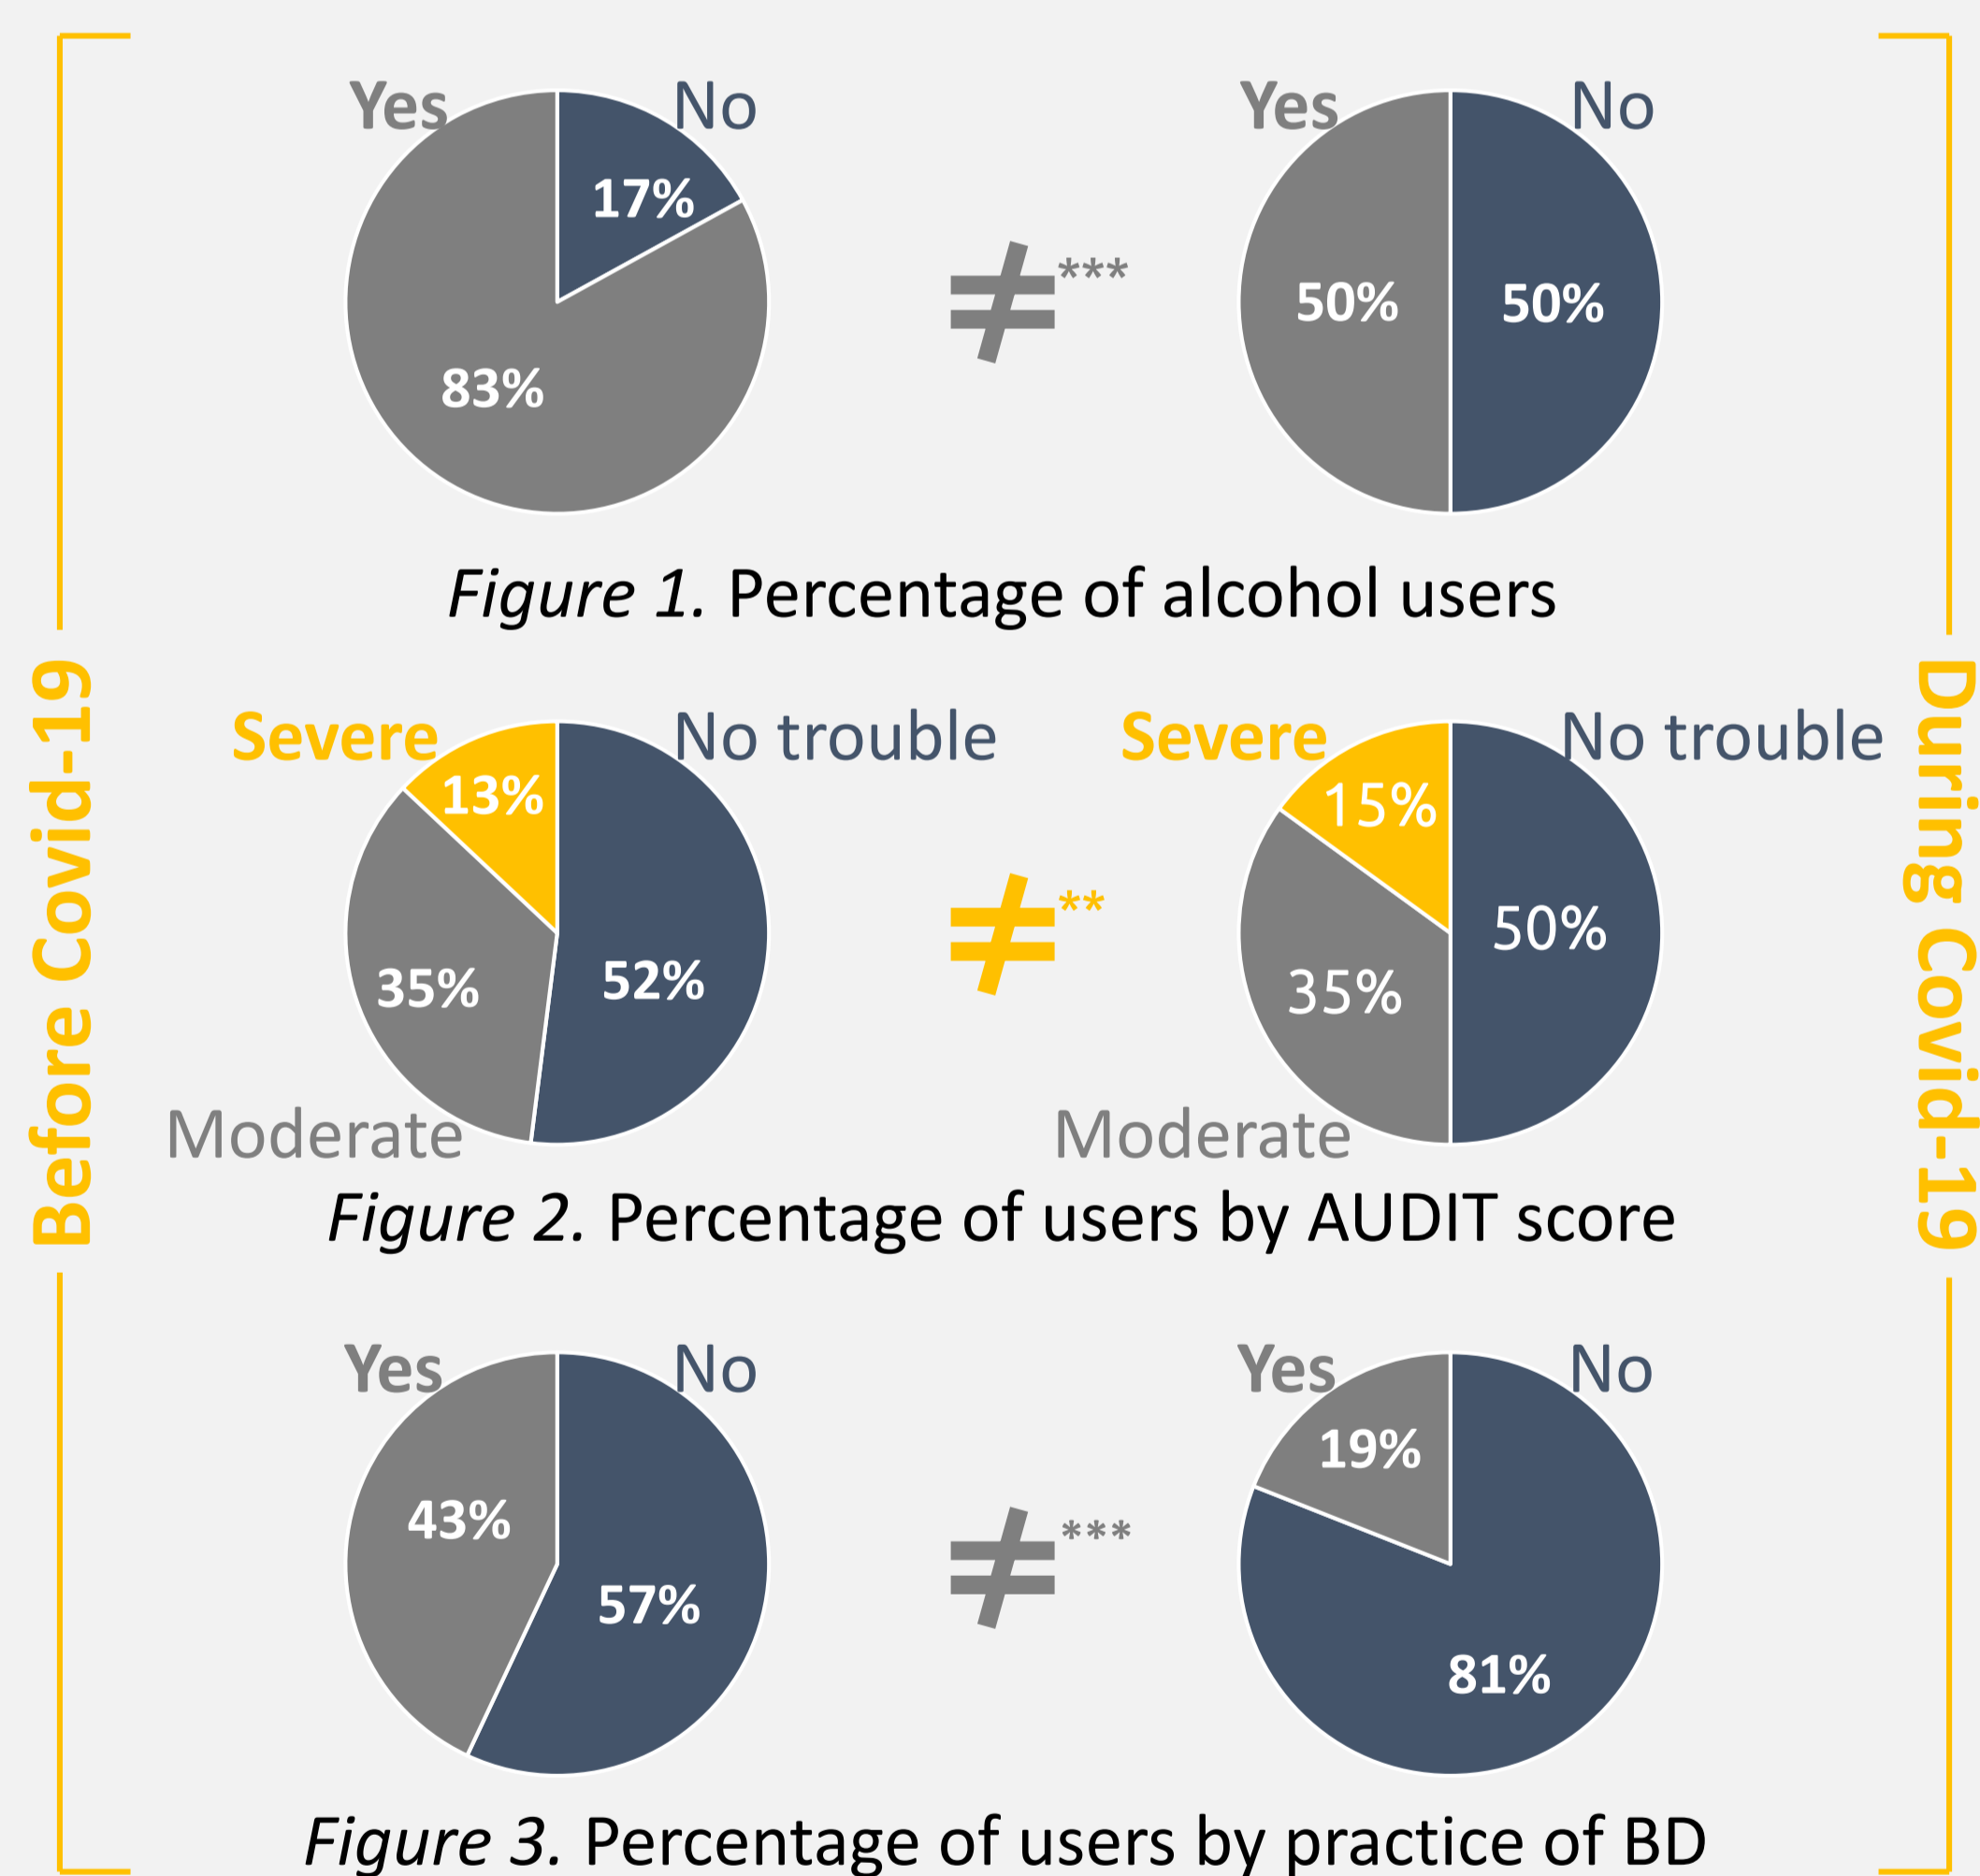 Before Covid-19
During Covid-19
Yes No
17%
83%
≠***
Yes No
50% 50%
Figure 1. Percentage of alcohol users
Severe No trouble
13%
35% 52%
Moderate
≠**
Severe No trouble
15%
50%
35%
Moderate
Figure 2. Percentage of users by AUDIT score
Yes No
43%
57%
≠***
Yes No
19%
81%
Figure 3. Percentage of users by practice of BD